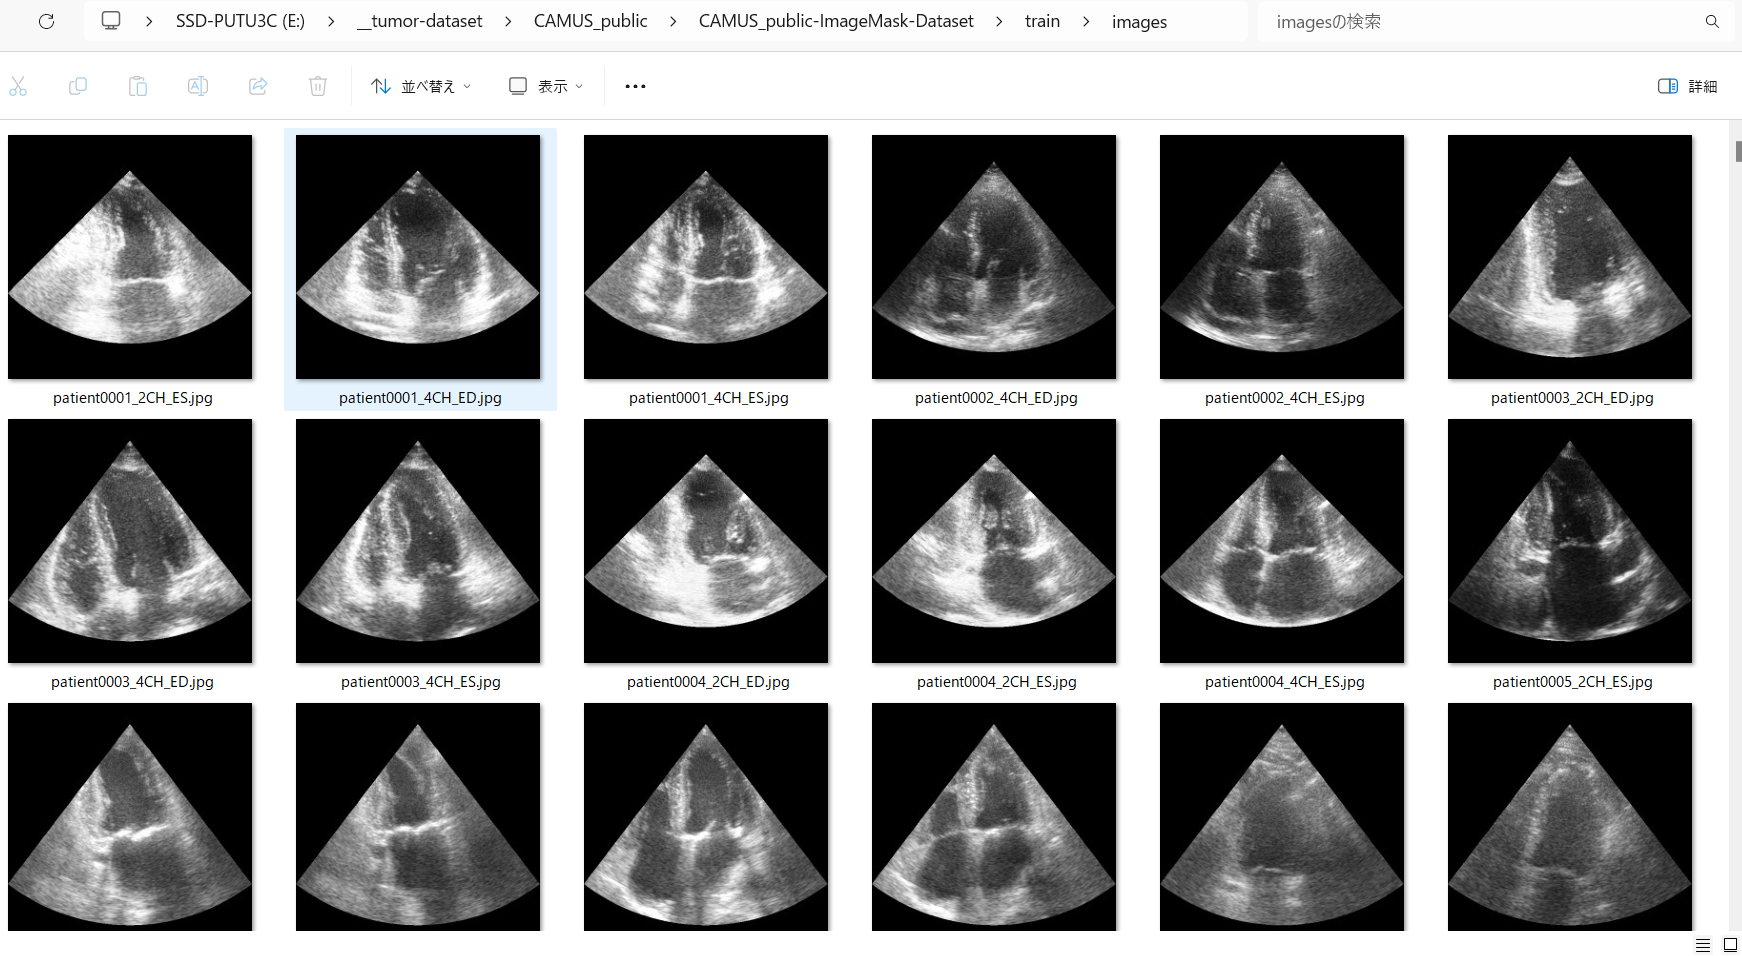 SSD-PUTU3C (E:) > __tumor-dataset > CAMUS_public > CAMUS_public-ImageMask-Dataset > train > images
imagesの検索
並べ替え
表示
詳細
patient0001_2CH_ES.jpg
patient0001_4CH_ED.jpg
patient0001_4CH_ES.jpg
patient0002_4CH_ED.jpg
patient0002_4CH_ES.jpg
patient0003_2CH_ED.jpg
patient0003_4CH_ED.jpg
patient0003_4CH_ES.jpg
patient0004_2CH_ED.jpg
patient0004_2CH_ES.jpg
patient0004_4CH_ES.jpg
patient0005_2CH_ES.jpg